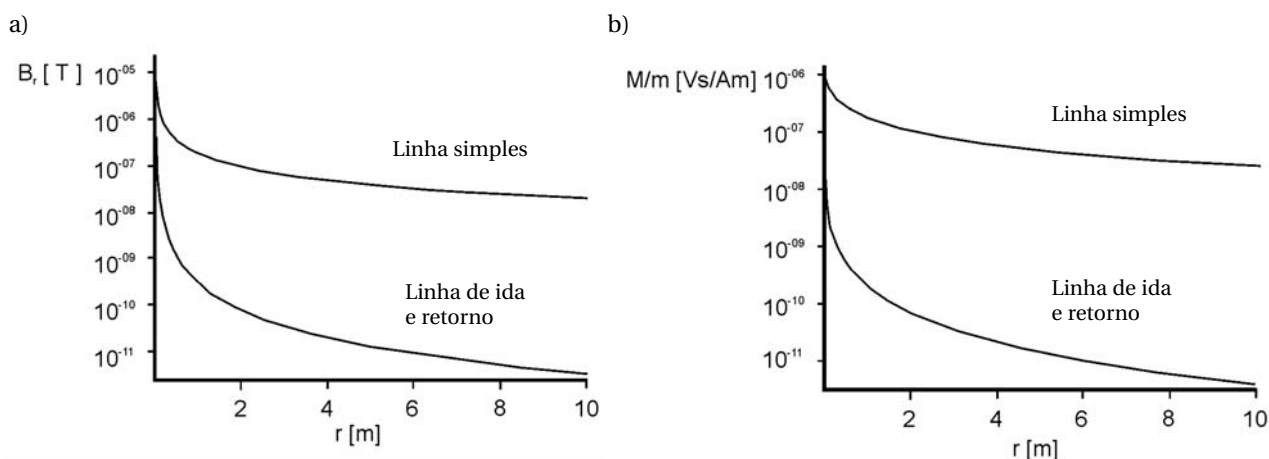 a)
B_r [ T ]
10^-05
10^-06
10^-07
10^-08
10^-09
10^-10
10^-11
Linha simples
Linha de ida
e retorno
2 4 6 8 10
r [m]
b)
M/m [Vs/Am]
10^-06
10^-07
10^-08
10^-09
10^-10
10^-11
Linha simples
Linha de ida
e retorno
2 4 6 8 10
r [m]